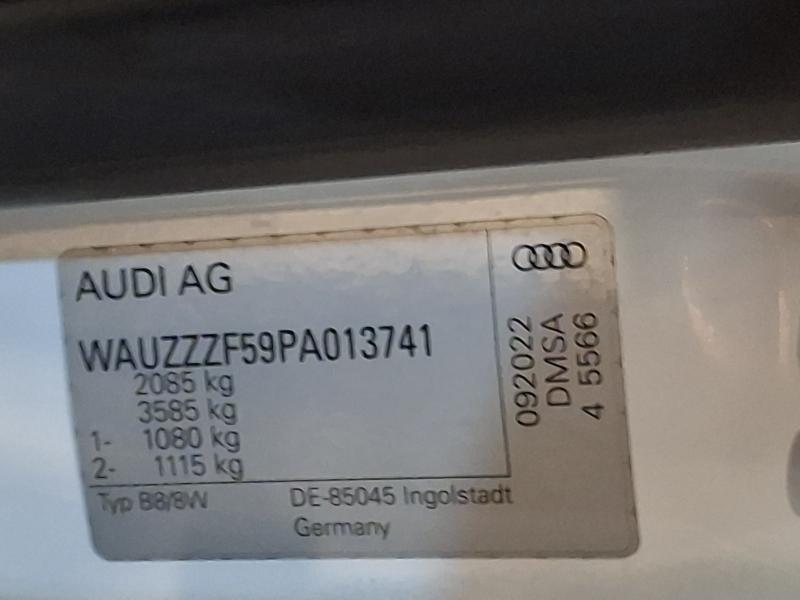 AUDI AG
WAUZZZF59PA013741
2085 kg
3585 kg
1- 1080 kg
2- 1115 kg
Typ B8/8W
DE-85045 Ingolstadt
Germany
092022
DMSA
4 5566